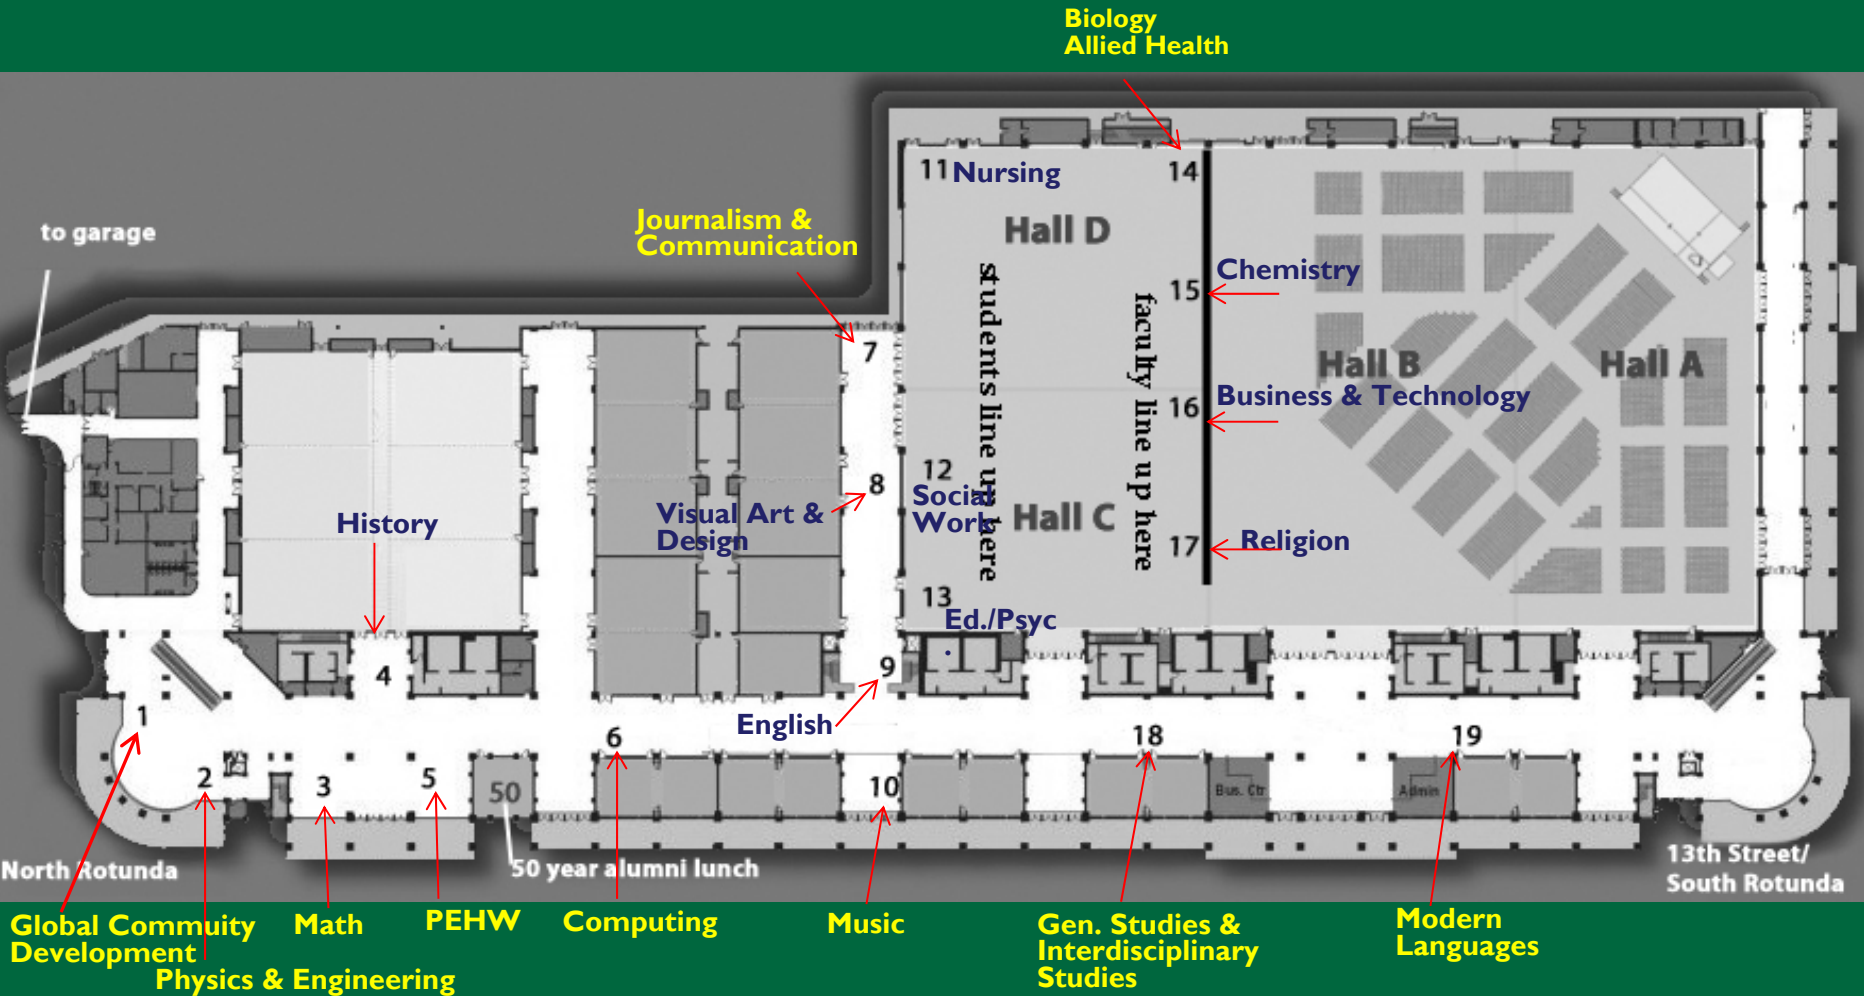 Biology
Allied Health
11
Nursing
14
Journalism &
Communication
Hall D
to garage
Chemistry
15
students line up here
faculty line up here
7
Hall B
Hall A
Business & Technology
16
12
8
Social
Work
Visual Art &
Design
History
Hall C
17
Religion
13
Ed./Psyc
.
9
4
1
English
6
18
19
2
3
5
50
10
Bus. Ctr
Admin
North Rotunda
50 year alumni lunch
13th Street/
South Rotunda
Global Commuity
Development
Math
PEHW
Computing
Music
Gen. Studies &
Interdisciplinary
Studies
Modern
Languages
Physics & Engineering